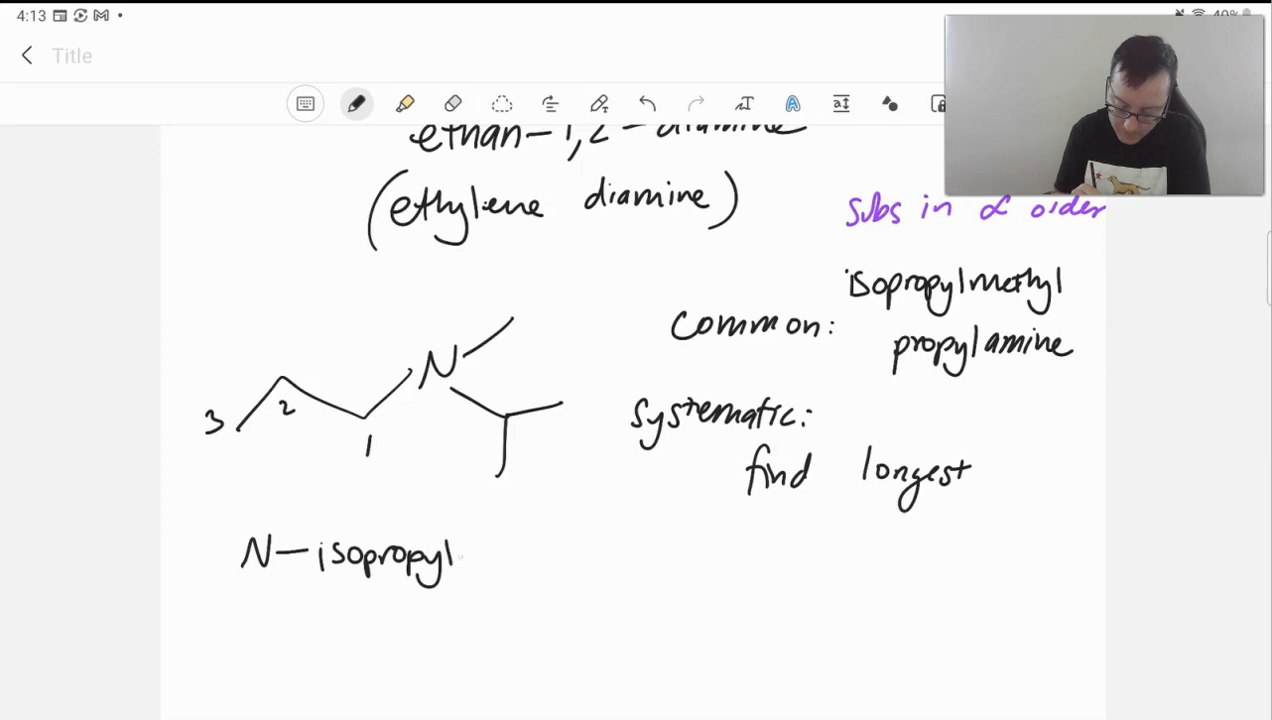 4:13
40%
Title
ethan-1,2-diamine
(ethylene diamine)
subs in α order
Common: isopropylmethyl
propylamine
N
3
2
1
systematic:
find longest
N-isopropyl